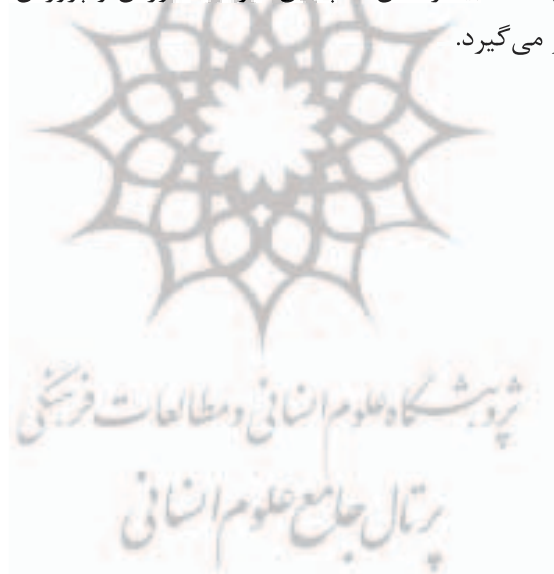 و می‌گیرد.
پژوهشگاه علوم انسانی و مطالعات فرهنگی
پرتال جامع علوم انسانی